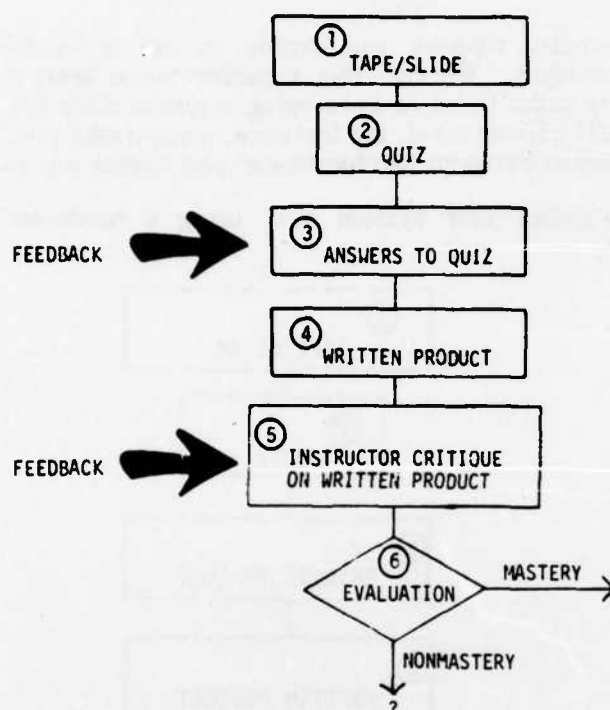 ①
TAPE/SLIDE
②
QUIZ
③
FEEDBACK
ANSWERS TO QUIZ
④
WRITTEN PRODUCT
⑤
FEEDBACK
INSTRUCTOR CRITIQUE
ON WRITTEN PRODUCT
⑥
EVALUATION
MASTERY
NONMASTERY
?